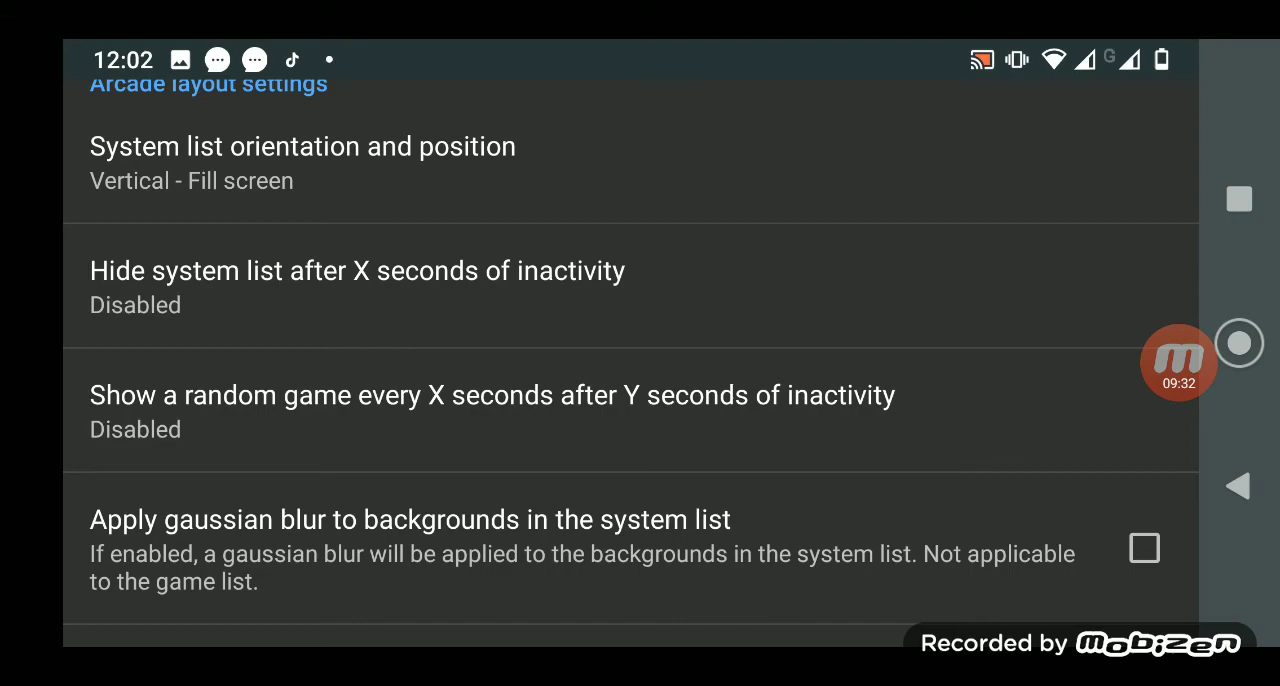 12:02
G
Arcade layout settings
System list orientation and position
Vertical - Fill screen
Hide system list after X seconds of inactivity
Disabled
Show a random game every X seconds after Y seconds of inactivity
Disabled
09:32
Apply gaussian blur to backgrounds in the system list
If enabled, a gaussian blur will be applied to the backgrounds in the system list. Not applicable
to the game list.
Recorded by mobizen